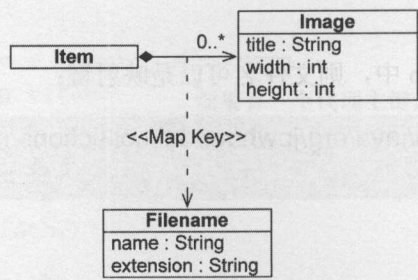 Image
0..*
title : String
Item
width : int
height : int
<<Map Key>>
Filename
name : String
extension : String